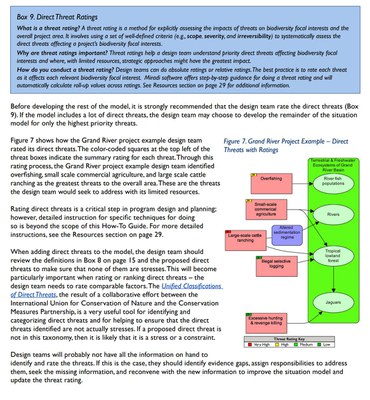 Box 9. Direct Threat Ratings
What is a threat rating? A threat rating is a method for explicitly assessing the impacts of threats on biodiversity focal interest and the
overall project area. It involves using a set of well-defined criteria (e.g., scope, severity, and irreversibility) to systematically assess the
direct threats affecting a project's biodiversity focal interests.
Why are threat ratings important? Threat ratings help a design team understand priority direct threats affecting biodiversity focal
interests and where, with limited resources, strategic approaches might have the greatest impact.
How do you conduct a threat rating? Design teams can do absolute ratings or relative ratings. The best practice is to rate each threat
as it affects each relevant biodiversity focal interest. Miradi software offers step-by-step guidance for doing a threat rating and will
automatically calculate roll-up values across ratings. See Resources section on page 29 for additional information.
Before developing the rest of the model, it is strongly recommended that the design team rate the direct threats (Box
9). If the model includes a lot of direct threats, the design team may choose to develop the remainder of the situation
model for only the highest priority threats.
Figure 7 shows how the Grand River project example design team
rated its direct threats. The color-coded squares at the top left of the
threat boxes indicate the summary rating for each threat. Through this
rating process, the Grand River project example design team identified
overfishing, small scale commercial agriculture, and large scale cattle
ranching as the greatest threats to the overall area. These are the threats
the design team would seek to address with its limited resources.
Rating direct threats is a critical step in program design and planning;
however, detailed instruction for specific techniques for doing
so is beyond the scope of this How-To Guide. For more detailed
instruction, see the Resources section on page 29.
When adding direct threats to the model, the design team should
review the definitions in Box 8 on page 15 and the proposed direct
threats to make sure that none of them are stresses. This will become
particularly important when rating or ranking direct threats – the
design team needs to rate comparable factors. The Unified Classifications
of Direct Threats, the result of a collaborative effort between the
International Union for Conservation of Nature and the Conservation
Measures Partnership, is a very useful tool for identifying and
categorizing direct threats and for helping to ensure that the direct
threats identified are not actually stresses. If a proposed direct threat is
not in this taxonomy, then it is likely that it is a stress or a constraint.
Design teams will probably not have all the information on hand to
identify and rate the threats. If this is the case, they should identify evidence gaps, assign responsibilities to address
them, seek the missing information, and reconvene with the new information to improve the situation model and
update the threat rating.
Figure 7. Grand River Project Example – Direct
Threats with Ratings
Terrestrial & Freshwater
Ecosystems of Grand
River Basin
Overfishing
River fish
populations
Small-scale
commercial
agriculture
Rivers
Large-scale cattle
ranching
Altered
sedimentation
regime
Illegal selective
logging
Tropical
lowland
forest
Jaguars
Excessive hunting
& revenge killing
Threat Rating Key
Very High
High
Medium
Low